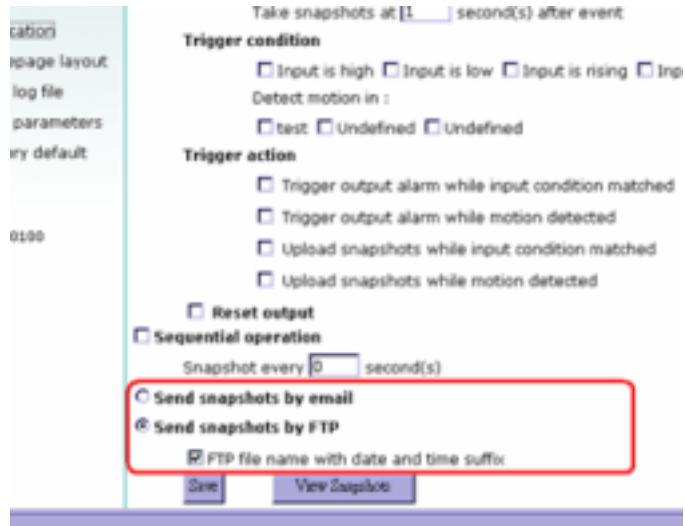 Take snapshots at 1 second(s) after event
cation
Trigger condition
epage layout
Input is high Input is low Input is rising Inp
log file
Detect motion in :
parameters
test Undefined Undefined
ry default
Trigger action
Trigger output alarm while input condition matched
Trigger output alarm while motion detected
0100
Upload snapshots while input condition matched
Upload snapshots while motion detected
Reset output
Sequential operation
Snapshot every 0 second(s)
Send snapshots by email
Send snapshots by FTP
FTP file name with date and time suffix
Save View Snapshots